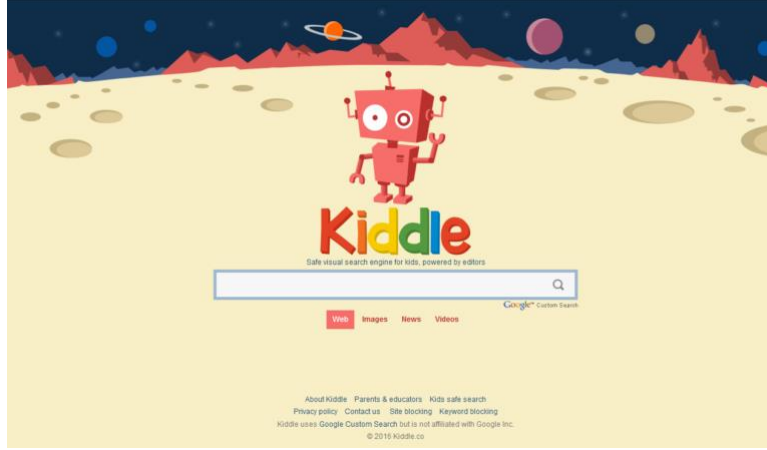 Kiddle
Safe visual search engine for kids, powered by editors
Google™ Custom Search
Web Images News Videos
About Kiddle Parents & educators Kids safe search
Privacy policy Contact us Site blocking Keyword blocking
Kiddle uses Google Custom Search but is not affiliated with Google Inc.
© 2016 Kiddle.co